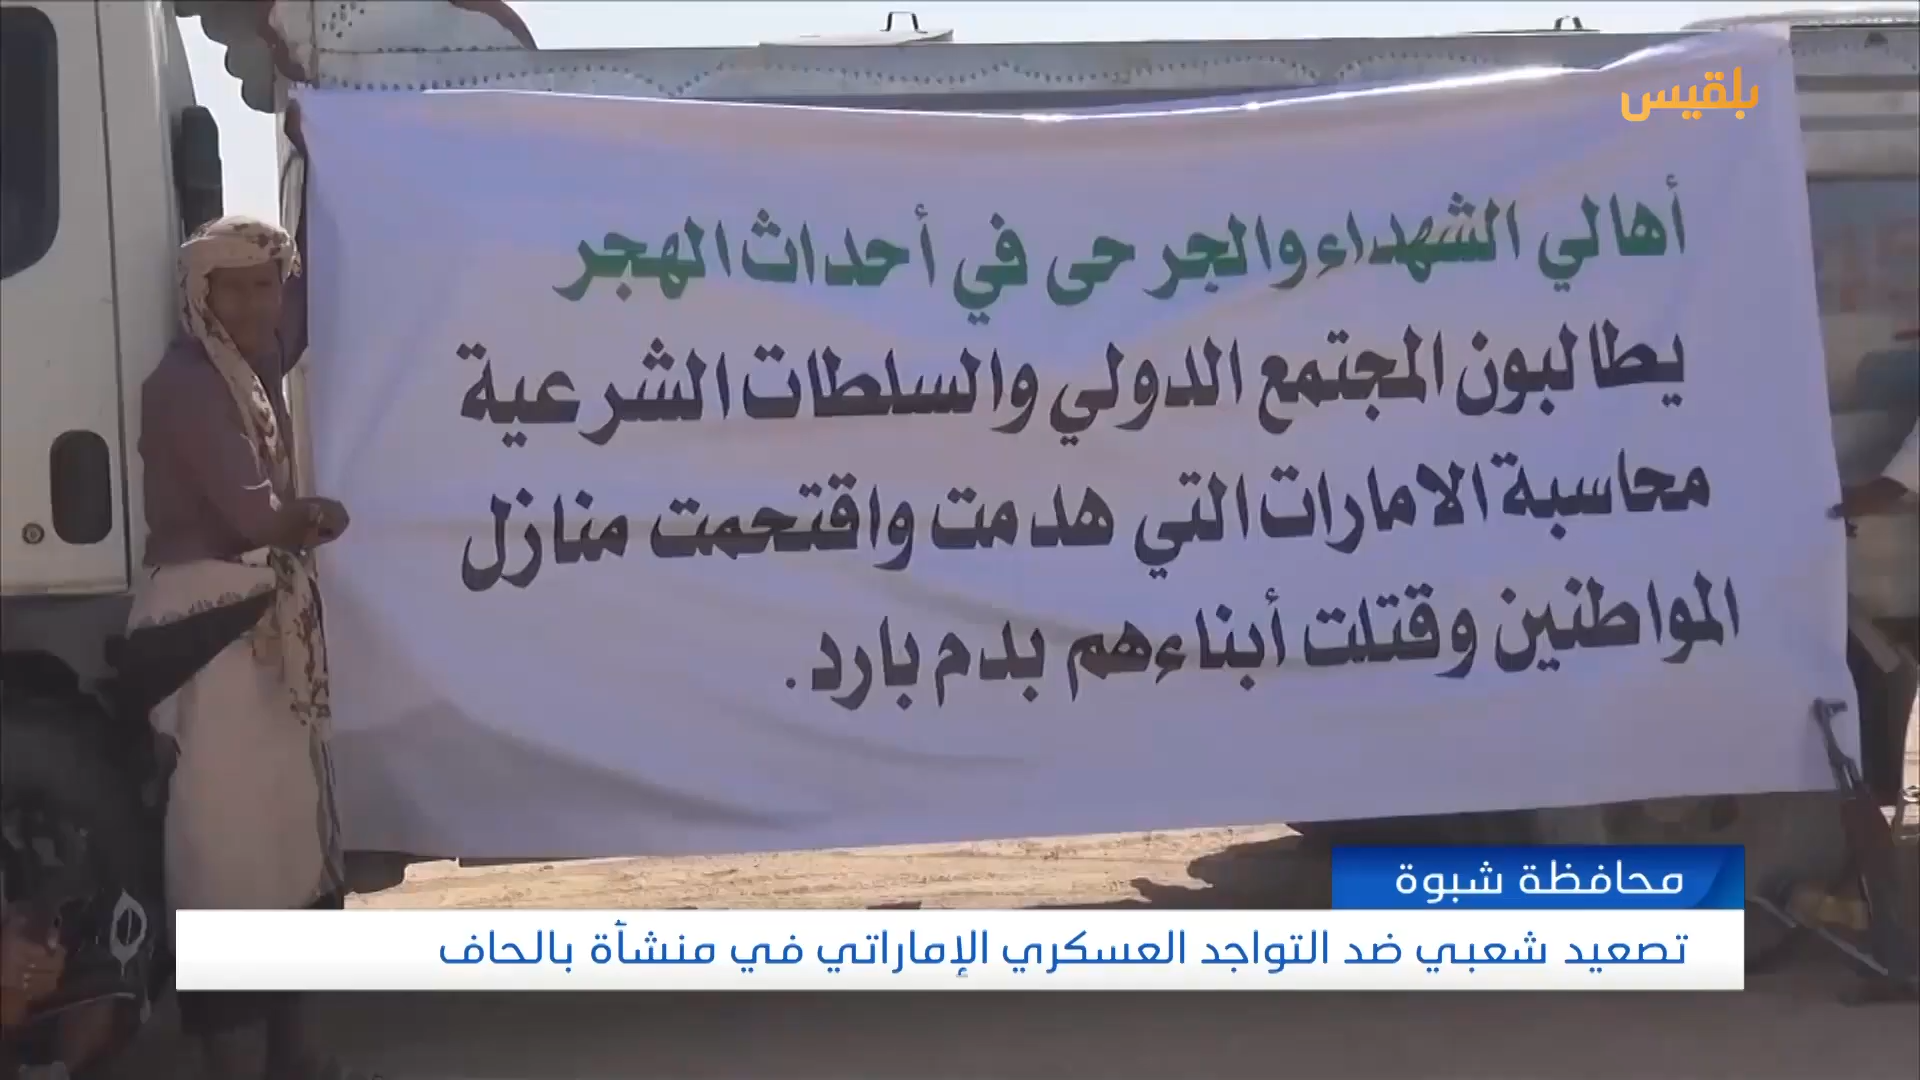 بلقيس
أهالي الشهداء والجرحى في أحداث الهجر
يطالبون المجتمع الدولي والسلطات الشرعية
محاسبة الامارات التي هدمت واقتحمت منازل
المواطنين وقتلت أبناءهم بدم بارد.
محافظة شبوة
تصعيد شعبي ضد التواجد العسكري الإماراتي في منشأة بالحاف